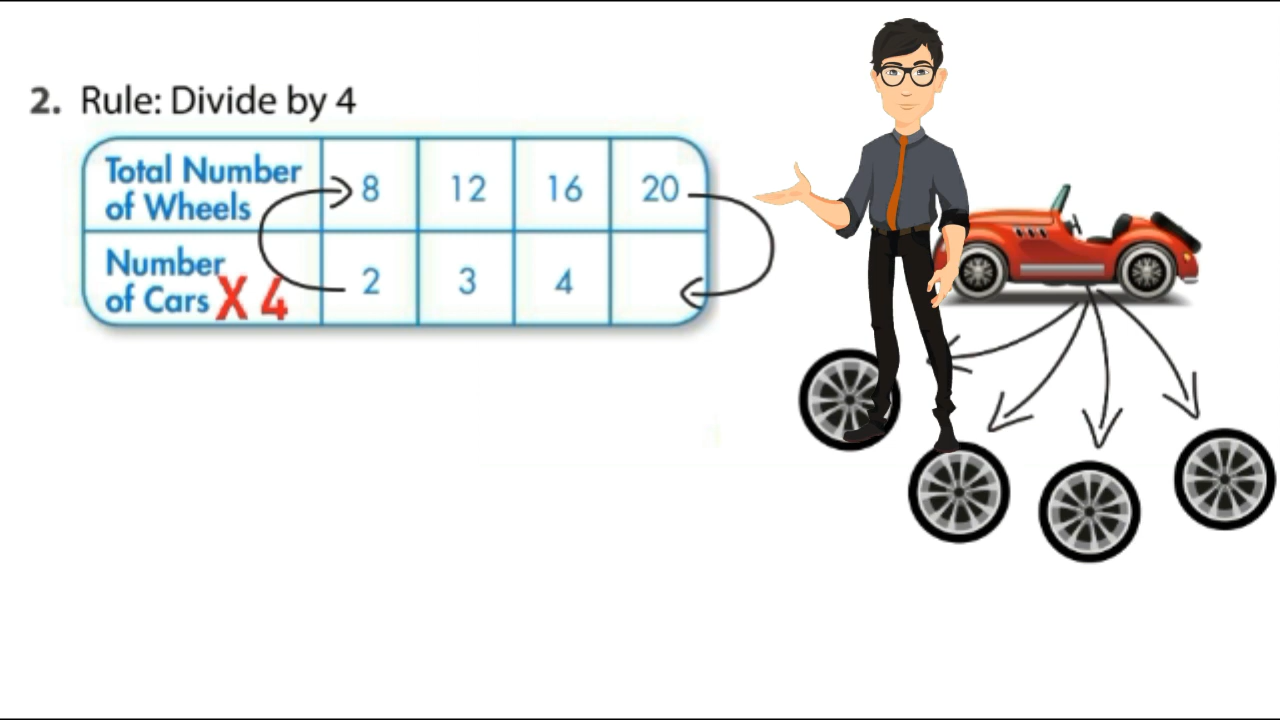 2. Rule: Divide by 4
Total Number
of Wheels
8 12 16 20
Number
of Cars X 4
2 3 4